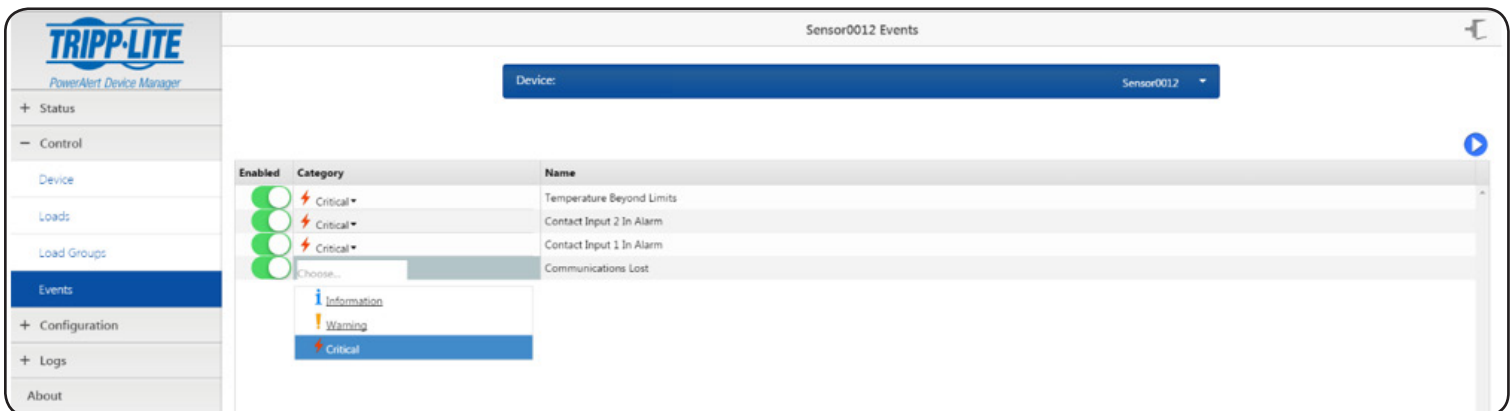 TRIPP·LITE
PowerAlert Device Manager
Sensor0012 Events
Device: Sensor0012
+ Status
− Control
Device
Loads
Load Groups
Events
+ Configuration
+ Logs
About
Enabled Category Name
Critical Temperature Beyond Limits
Critical Contact Input 2 In Alarm
Critical Contact Input 1 In Alarm
Choose... Communications Lost
Information
Warning
Critical